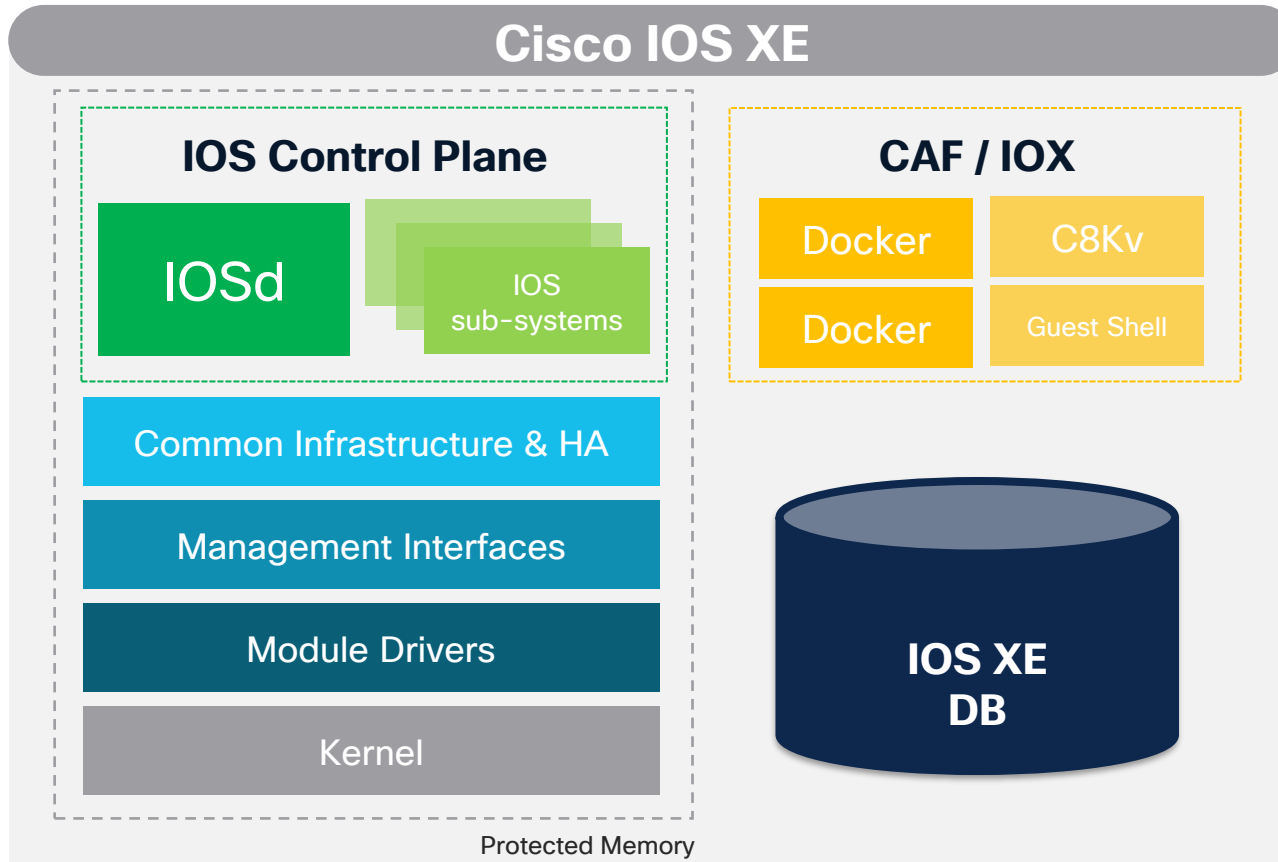 Cisco IOS XE
IOS Control Plane
IOSd
IOS
sub-systems
Common Infrastructure & HA
Management Interfaces
Module Drivers
Kernel
Protected Memory
CAF / IOX
Docker
C8Kv
Docker
Guest Shell
IOS XE
DB